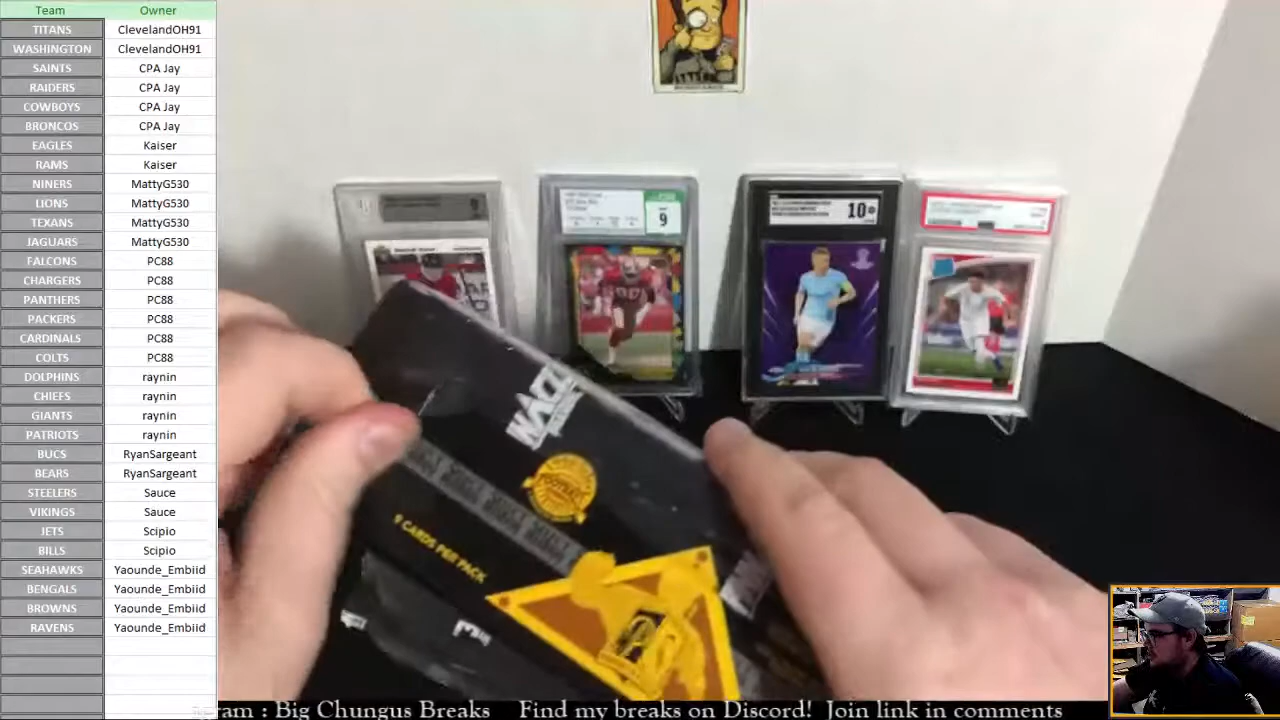 Team Owner
TITANS ClevelandOH91
WASHINGTON ClevelandOH91
SAINTS CPA Jay
RAIDERS CPA Jay
COWBOYS CPA Jay
BRONCOS CPA Jay
EAGLES Kaiser
RAMS Kaiser
NINERS MattyG530
LIONS MattyG530
TEXANS MattyG530
JAGUARS MattyG530
FALCONS PC88
CHARGERS PC88
PANTHERS PC88
PACKERS PC88
CARDINALS PC88
COLTS PC88
DOLPHINS raynin
CHIEFS raynin
GIANTS raynin
PATRIOTS raynin
BUCS RyanSargeant
BEARS RyanSargeant
STEELERS Sauce
VIKINGS Sauce
JETS Scipio
BILLS Scipio
SEAHAWKS Yaounde_Embiid
BENGALS Yaounde_Embiid
BROWNS Yaounde_Embiid
RAVENS Yaounde_Embiid
9
10
9 CARDS PER PACK
ram : Big Chungus Breaks Find my breaks on Discord! Join link in comments